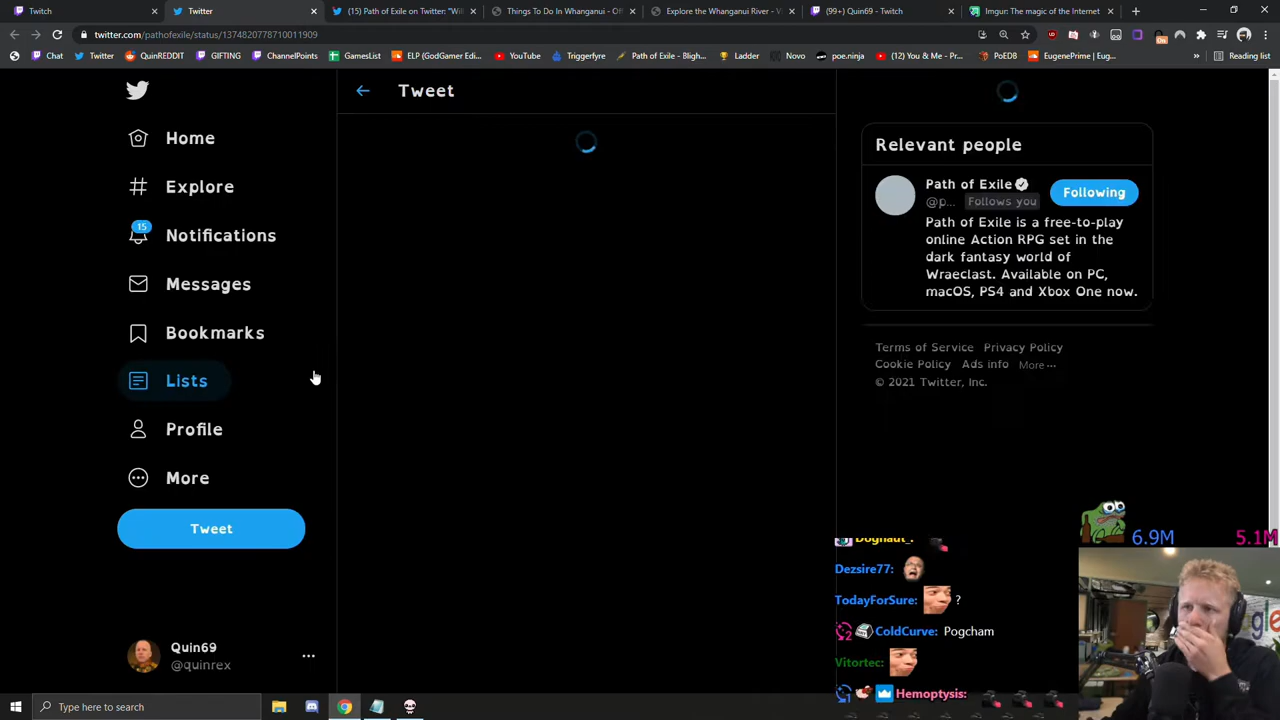 Twitch
Twitter
(15) Path of Exile on Twitter: "Will
Things To Do In Whanganui - Of
Explore the Whanganui River - V
(99+) Quin69 - Twitch
Imgur: The magic of the Internet
twitter.com/pathofexile/status/1374820778710011909
Chat
Twitter
QuinREDDIT
GIFTING
ChannelPoints
GamesList
ELP (GodGamer Edi...
YouTube
Triggerfyre
Path of Exile - Bligh...
Ladder
Novo
poe.ninja
(12) You & Me - Pr...
PoEDB
EugenePrime | Eug...
»
Reading list
Home
Explore
15
Notifications
Messages
Bookmarks
Lists
Profile
More
Tweet
Quin69
@quinrex
Tweet
Relevant people
Path of Exile
@p... Follows you
Following
Path of Exile is a free-to-play
online Action RPG set in the
dark fantasy world of
Wraeclast. Available on PC,
macOS, PS4 and Xbox One now.
Terms of Service Privacy Policy
Cookie Policy Ads info More
© 2021 Twitter, Inc.
6.9M 5.1M
Dezsire77:
TodayForSure: ?
ColdCurve: Pogcham
Vitortec:
Hemoptysis:
Type here to search